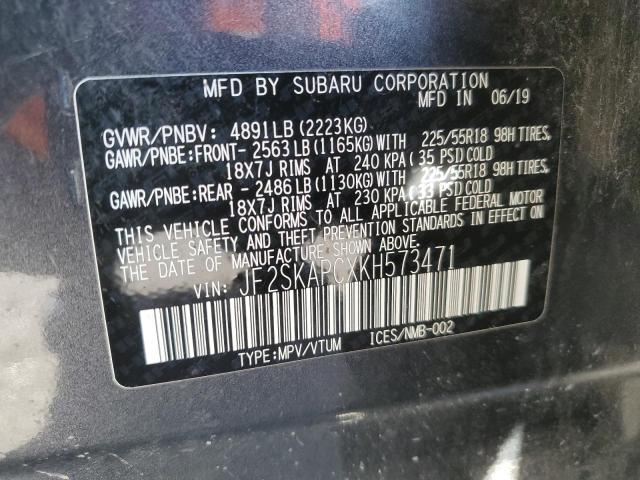 MFD BY SUBARU CORPORATION
MFD IN 06/19
GVWR/PNBV: 4891LB (2223KG)
GAWR/PNBE:FRONT- 2563LB (1165KG)WITH 225/55R18 98H TIRES,
18X7J RIMS AT 240 KPA (35 PSI)COLD
GAWR/PNBE:REAR - 2486LB (1130KG)WITH 225/55R18 98H TIRES,
18X7J RIMS AT 230 KPA (33 PSI)COLD
THIS VEHICLE CONFORMS TO ALL APPLICABLE FEDERAL MOTOR
VEHICLE SAFETY AND THEFT PREVENTION STANDARDS IN EFFECT ON
THE DATE OF MANUFACTURE SHOWN ABOVE.
VIN: JF2SKAPCXKH573471
TYPE:MPV/VTUM ICES/NMB-002